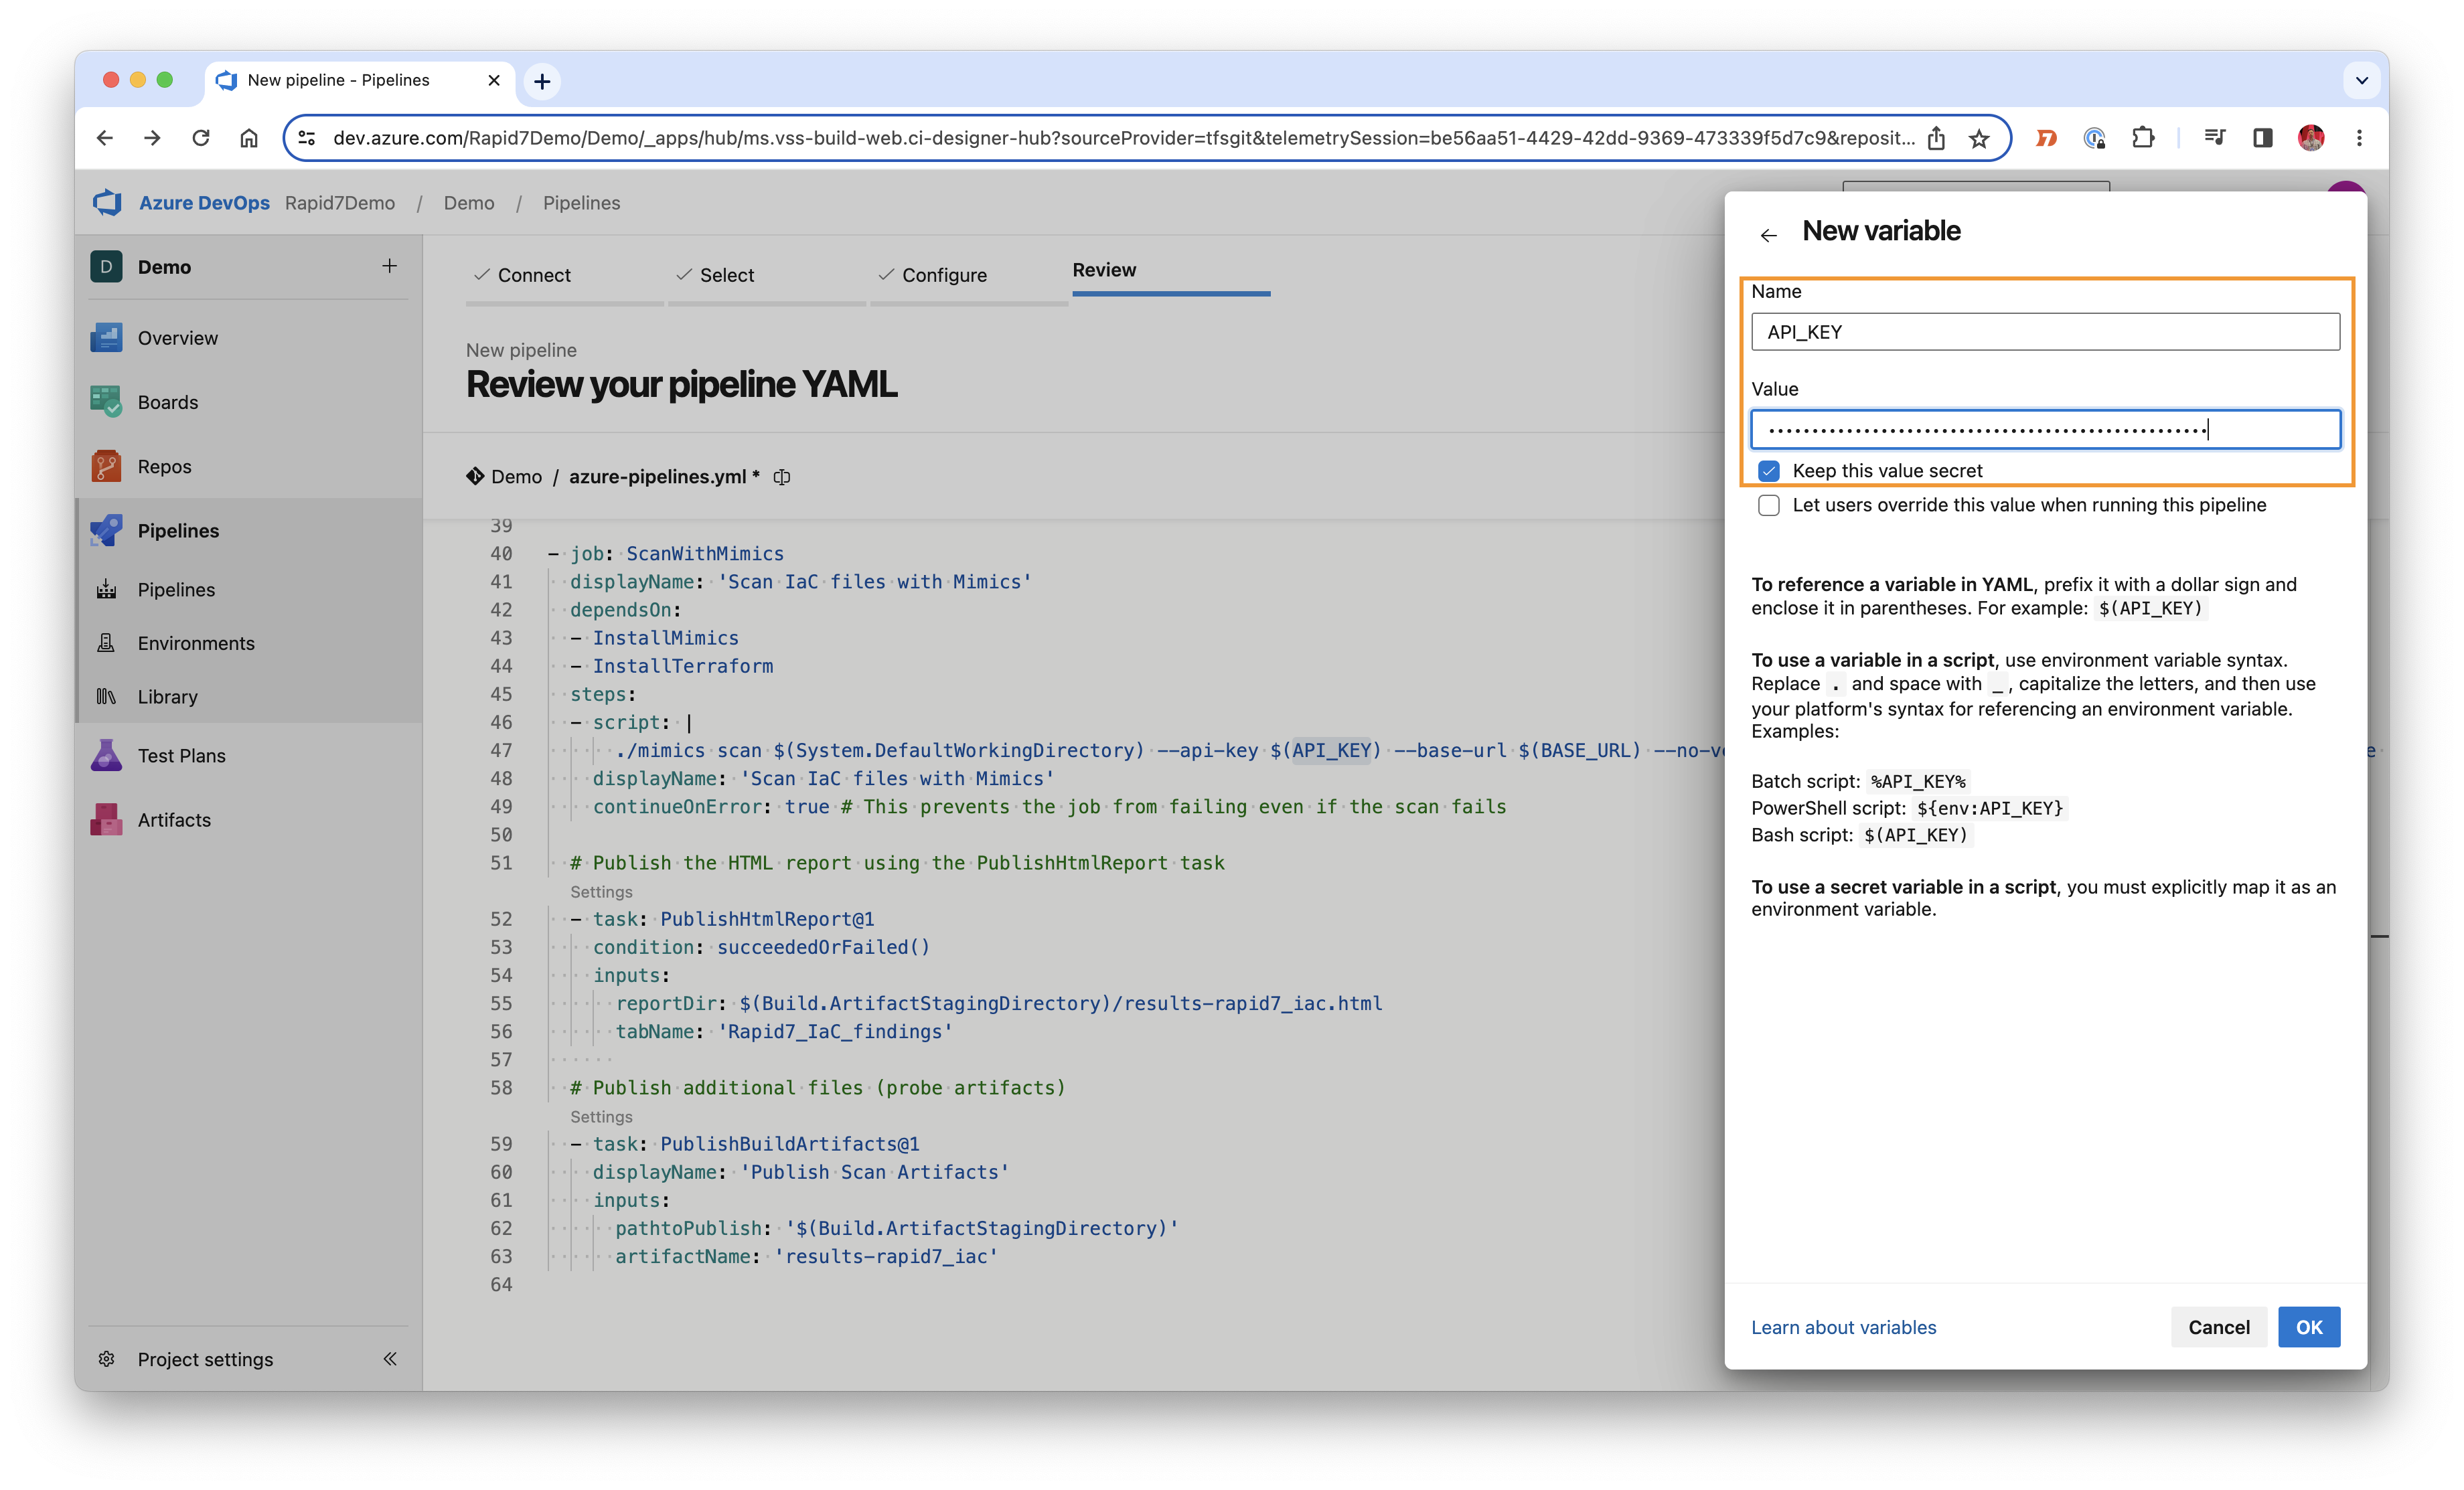 New pipeline - Pipelines
dev.azure.com/Rapid7Demo/Demo/_apps/hub/ms.vss-build-web.ci-designer-hub?sourceProvider=tfsgit&telemetrySession=be56aa51-4429-42dd-9369-473339f5d7c9&reposit...
Azure DevOps Rapid7Demo / Demo / Pipelines
D Demo
Overview
Boards
Repos
Pipelines
Pipelines
Environments
Library
Test Plans
Artifacts
Project settings
Connect
Select
Configure
Review
New pipeline
Review your pipeline YAML
Demo / azure-pipelines.yml *
39
40 - job: ScanWithMimics
41 displayName: 'Scan IaC files with Mimics'
42 dependsOn:
43 - InstallMimics
44 - InstallTerraform
45 steps:
46 - script: |
47 ./mimics scan $(System.DefaultWorkingDirectory) --api-key $(API_KEY) --base-url $(BASE_URL) --no-v
48 displayName: 'Scan IaC files with Mimics'
49 continueOnError: true # This prevents the job from failing even if the scan fails
50
51 # Publish the HTML report using the PublishHtmlReport task
Settings
52 - task: PublishHtmlReport@1
53 condition: succeededOrFailed()
54 inputs:
55 reportDir: $(Build.ArtifactStagingDirectory)/results-rapid7_iac.html
56 tabName: 'Rapid7_IaC_findings'
57
58 # Publish additional files (probe artifacts)
Settings
59 - task: PublishBuildArtifacts@1
60 displayName: 'Publish Scan Artifacts'
61 inputs:
62 pathtoPublish: '$(Build.ArtifactStagingDirectory)'
63 artifactName: 'results-rapid7_iac'
64
New variable
Name
API_KEY
Value
Keep this value secret
Let users override this value when running this pipeline
To reference a variable in YAML, prefix it with a dollar sign and
enclose it in parentheses. For example: $(API_KEY)
To use a variable in a script, use environment variable syntax.
Replace . and space with _, capitalize the letters, and then use
your platform's syntax for referencing an environment variable.
Examples:
Batch script: %API_KEY%
PowerShell script: ${env:API_KEY}
Bash script: $(API_KEY)
To use a secret variable in a script, you must explicitly map it as an
environment variable.
Learn about variables
Cancel
OK